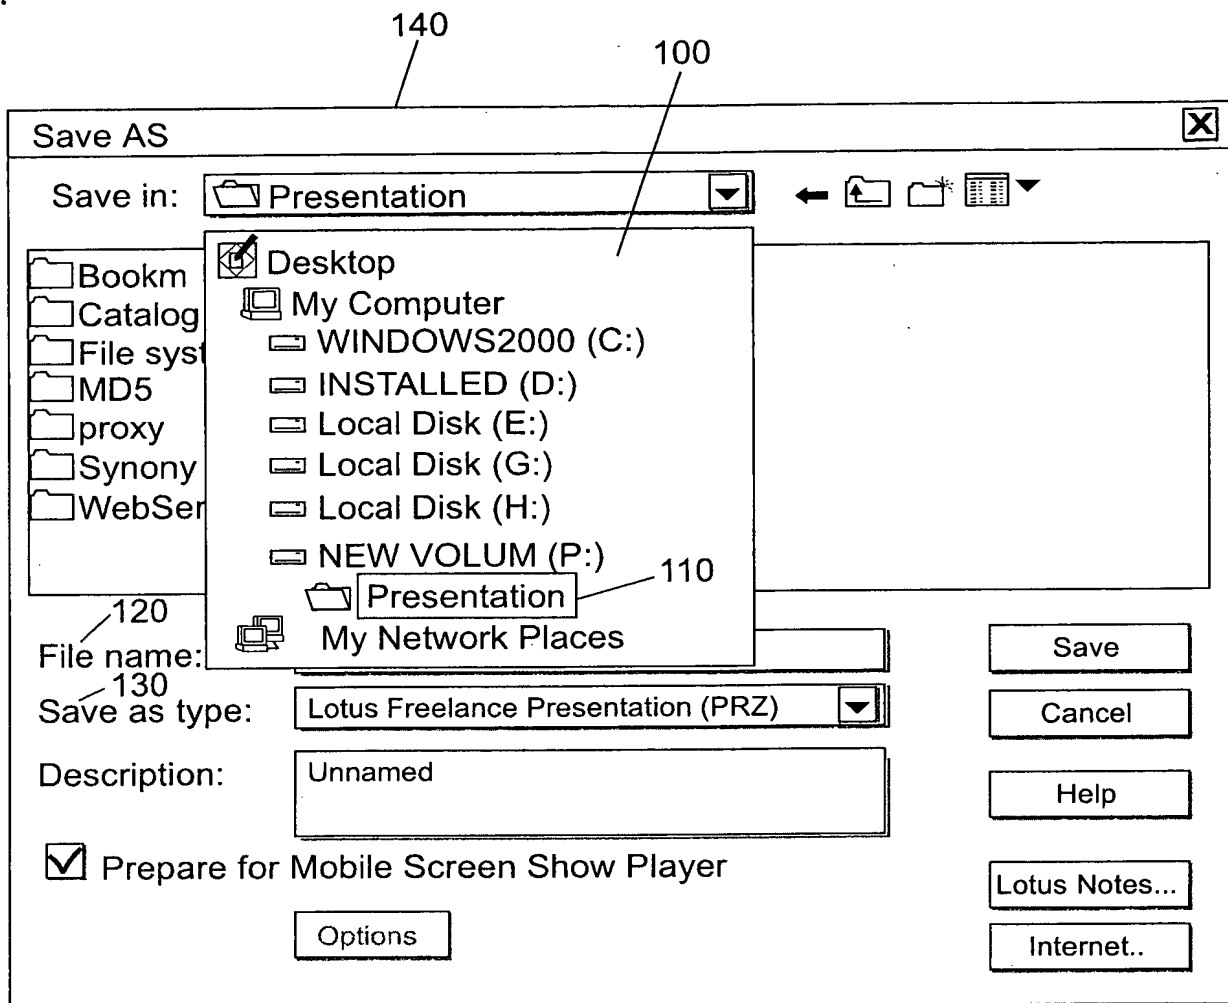 140
100
Save AS
Save in: Presentation
Desktop
Bookm
My Computer
Catalog
WINDOWS2000 (C:)
File syst
INSTALLED (D:)
MD5
Local Disk (E:)
proxy
Local Disk (G:)
Synony
Local Disk (H:)
WebSer
NEW VOLUM (P:)
110
Presentation
120
My Network Places
File name:
Save
130
Save as type: Lotus Freelance Presentation (PRZ)
Cancel
Description: Unnamed
Help
Prepare for Mobile Screen Show Player
Lotus Notes...
Options
Internet..